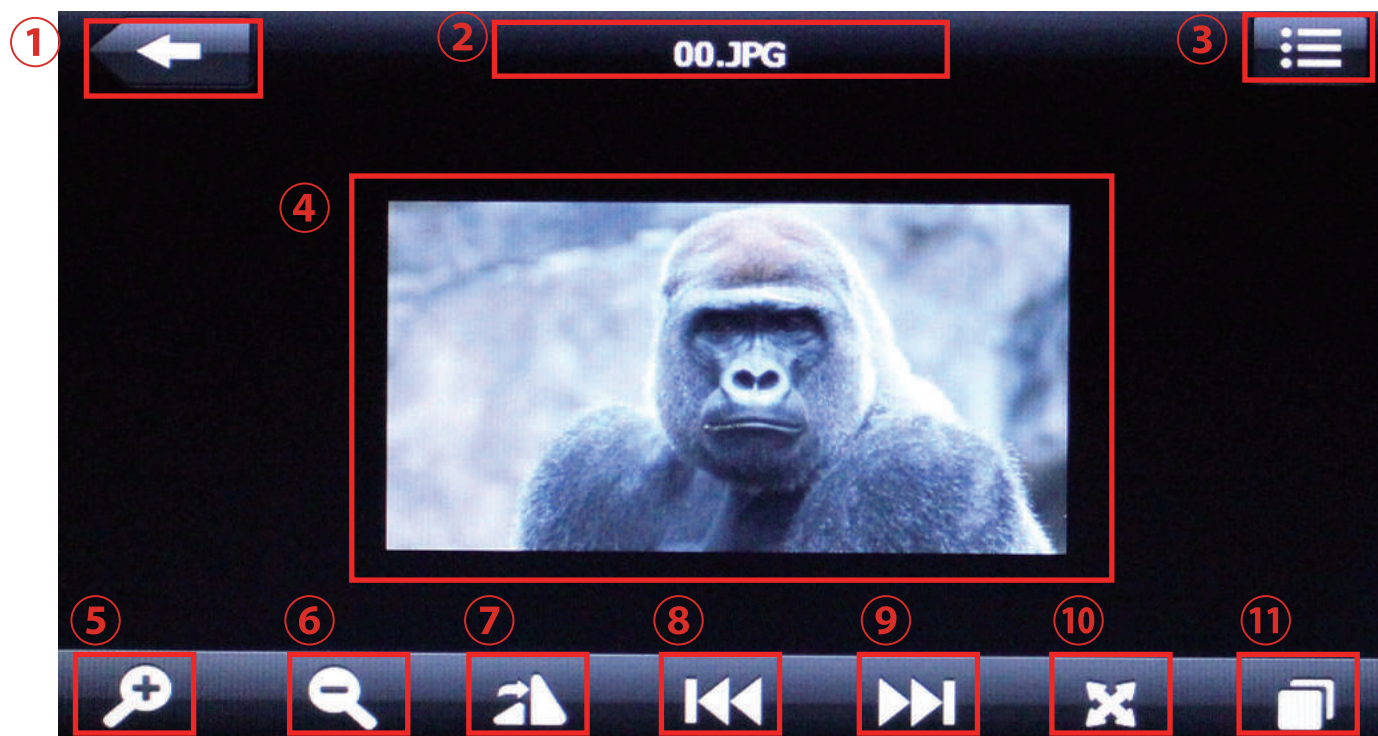 ① ② 00.JPG ③
④
⑤ ⑥ ⑦ ⑧ ⑨ ⑩ ⑪